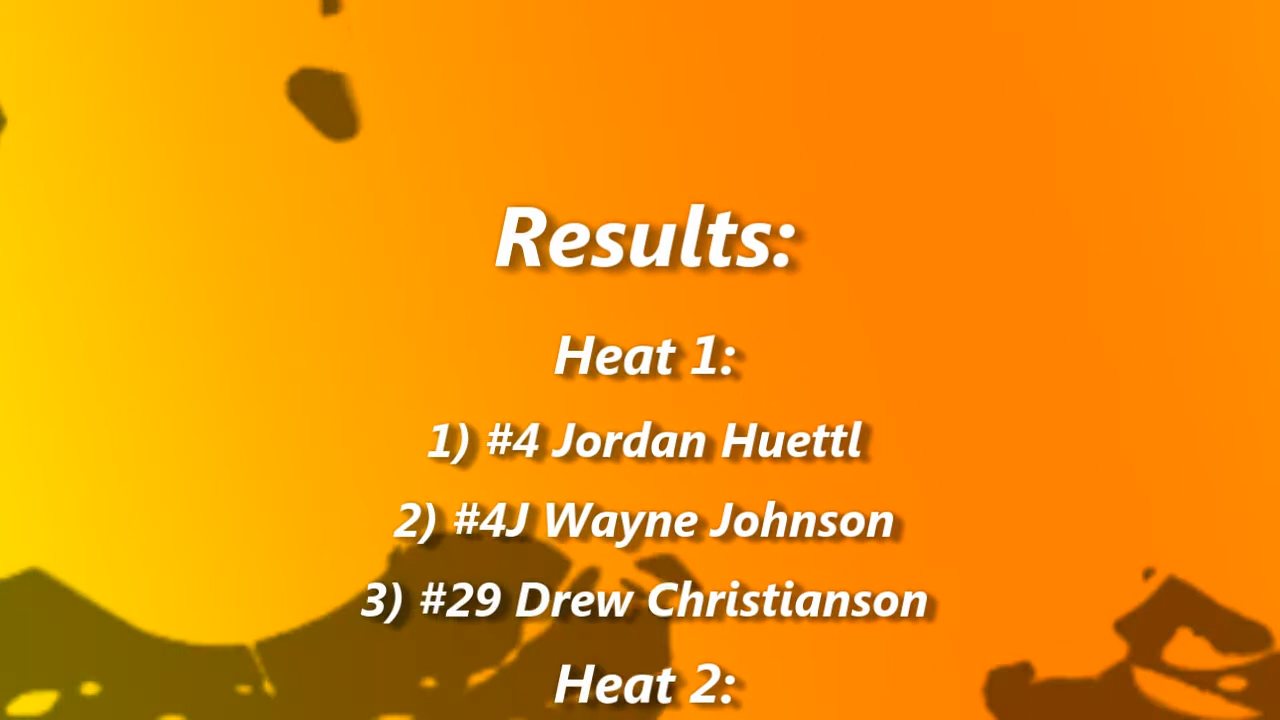 Results:
Heat 1:
1) #4 Jordan Huettl
2) #4J Wayne Johnson
3) #29 Drew Christianson
Heat 2: